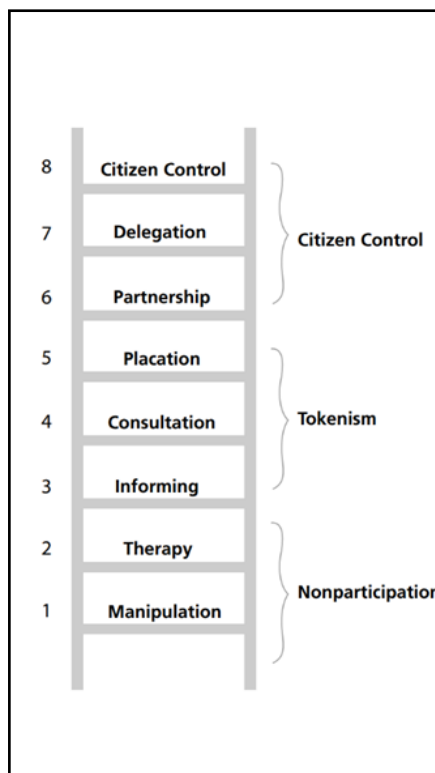 8 Citizen Control
7 Delegation
Citizen Control
6 Partnership
5 Placation
4 Consultation
Tokenism
3 Informing
2 Therapy
Nonparticipation
1 Manipulation